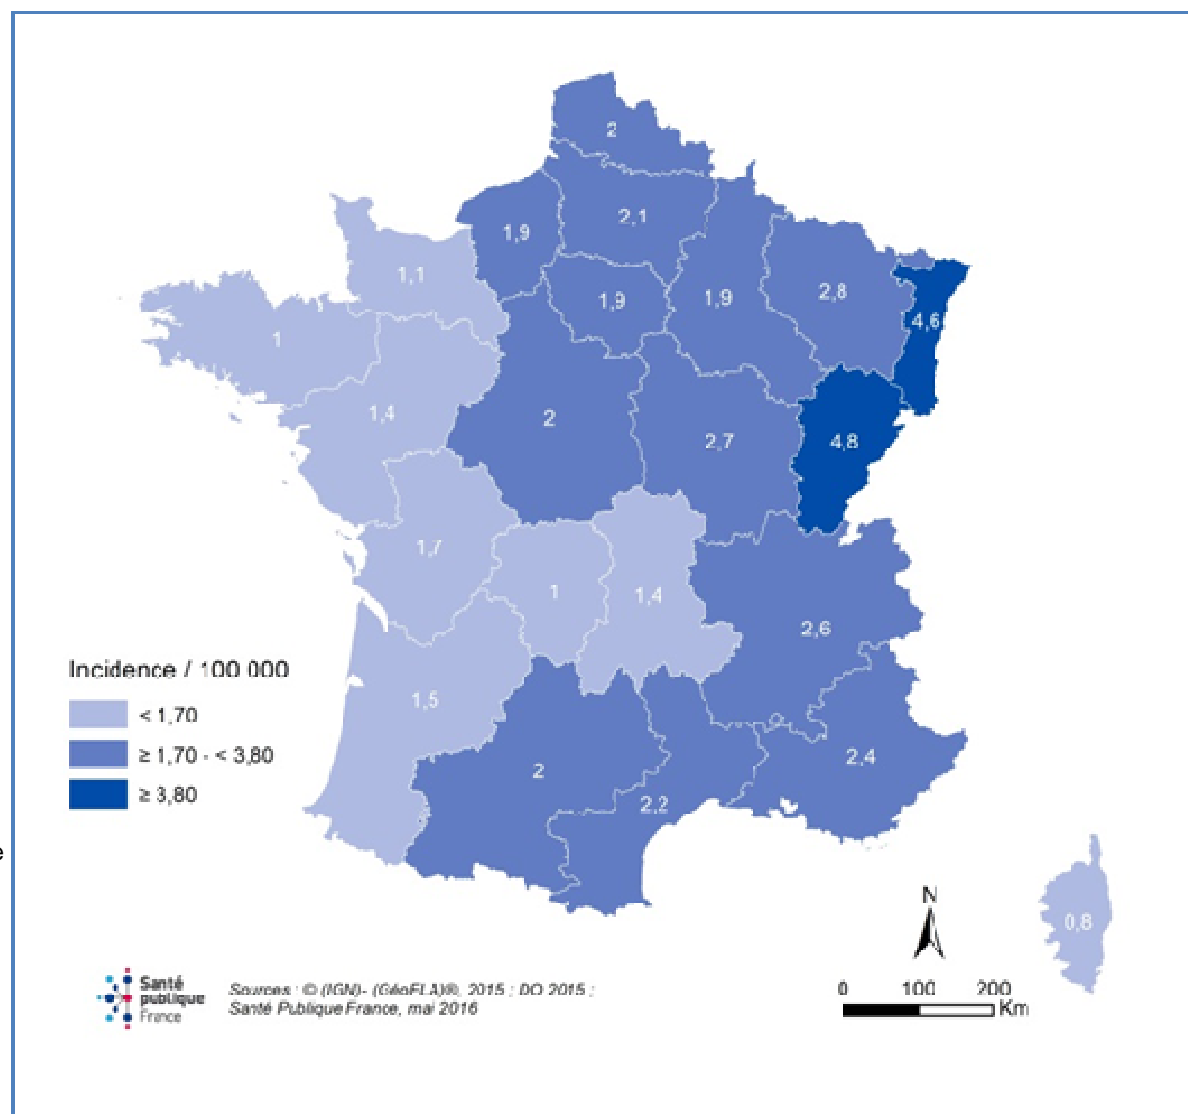 2
2,1
1,9
1,1
1,9
1,9
2,8
4,6
1
1,4
2
2,7
4,8
1,7
1
1,4
2,6
1,5
2
2,2
2,4
0,8
Incidence / 100 000
< 1,70
≥ 1,70 - < 3,80
≥ 3,80
e
N
0 100 200
Km
Santé
publique
France
Sources : © (IGN)- (GéoFLA)®, 2015 ; DO 2015 ;
Santé Publique France, mai 2016